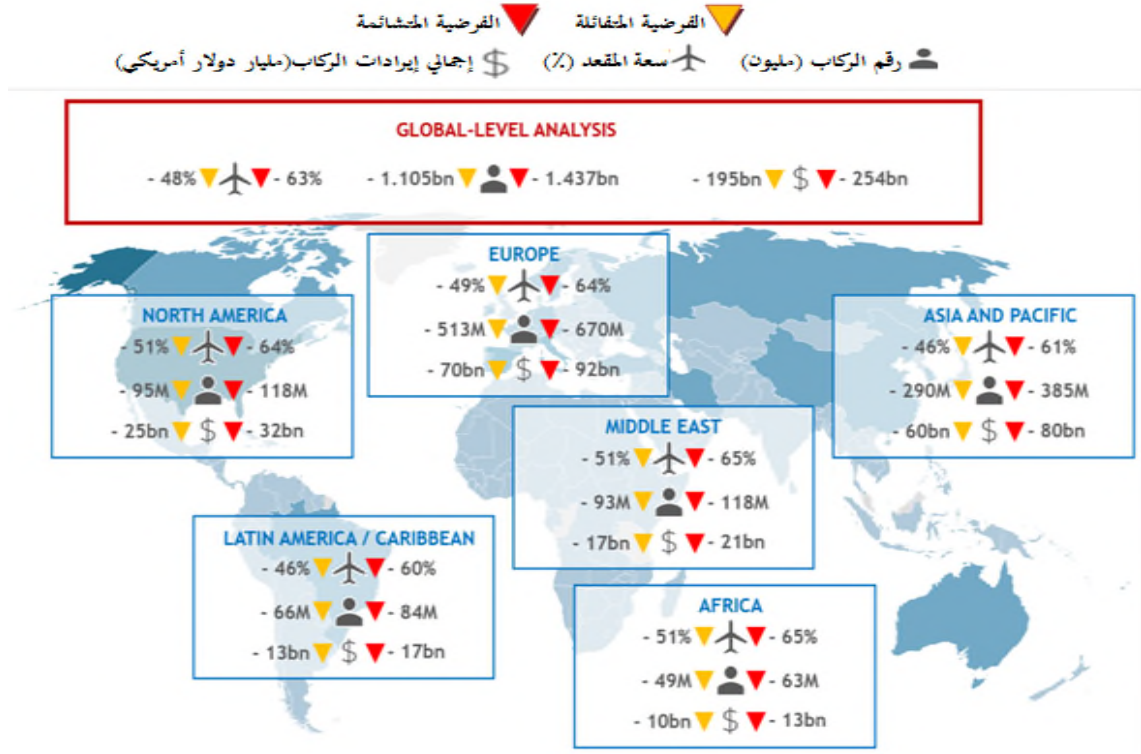 الفرضية المتفائلة الفرضية المتشائمة
رقم الركاب (مليون) سعة المقعد (٪) إجمالي إيرادات الركاب(مليار دولار أمريكي)
GLOBAL-LEVEL ANALYSIS
- 48% - 63% - 1.105bn - 1.437bn - 195bn $ - 254bn
EUROPE
- 49% - 64%
- 513M - 670M
- 70bn $ - 92bn
NORTH AMERICA
- 51% - 64%
- 95M - 118M
- 25bn $ - 32bn
ASIA AND PACIFIC
- 46% - 61%
- 290M - 385M
- 60bn $ - 80bn
MIDDLE EAST
- 51% - 65%
- 93M - 118M
- 17bn $ - 21bn
LATIN AMERICA / CARIBBEAN
- 46% - 60%
- 66M - 84M
- 13bn $ - 17bn
AFRICA
- 51% - 65%
- 49M - 63M
- 10bn $ - 13bn